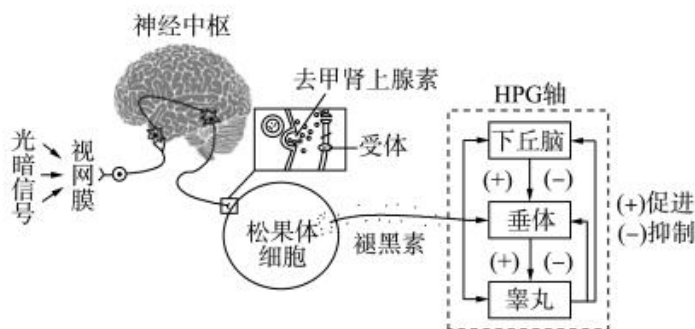 神经中枢
去甲肾上腺素
受体
光暗信号
视网膜
松果体
细胞
褪黑素
HPG轴
下丘脑
(+) (−)
垂体
(+) (−)
睾丸
(+)促进
(−)抑制